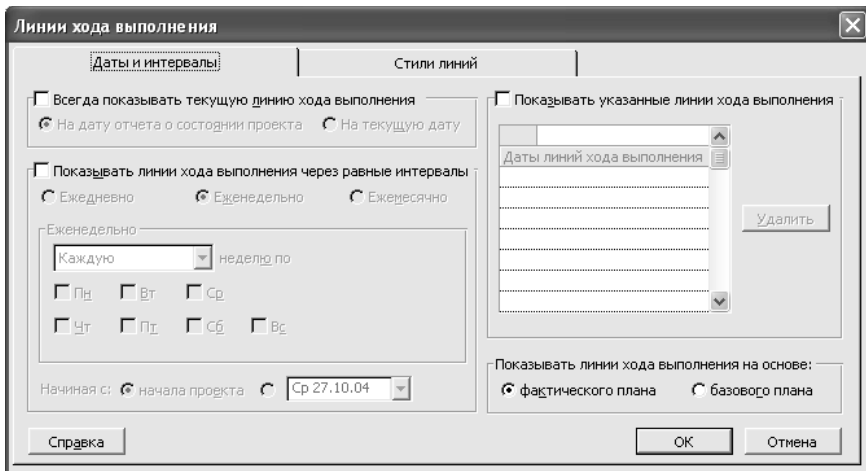 Линии хода выполнения
Даты и интервалы
Стили линий
Всегда показывать текущую линию хода выполнения
На дату отчета о состоянии проекта
На текущую дату
Показывать линии хода выполнения через равные интервалы
Ежедневно
Еженедельно
Ежемесячно
Еженедельно
Каждую
неделю по
Пн
Вт
Ср
Чт
Пт
Сб
Вс
Начиная с:
начала проекта
Ср 27.10.04
Показывать указанные линии хода выполнения
Даты линий хода выполнения
Удалить
Показывать линии хода выполнения на основе:
фактического плана
базового плана
Справка
ОК
Отмена